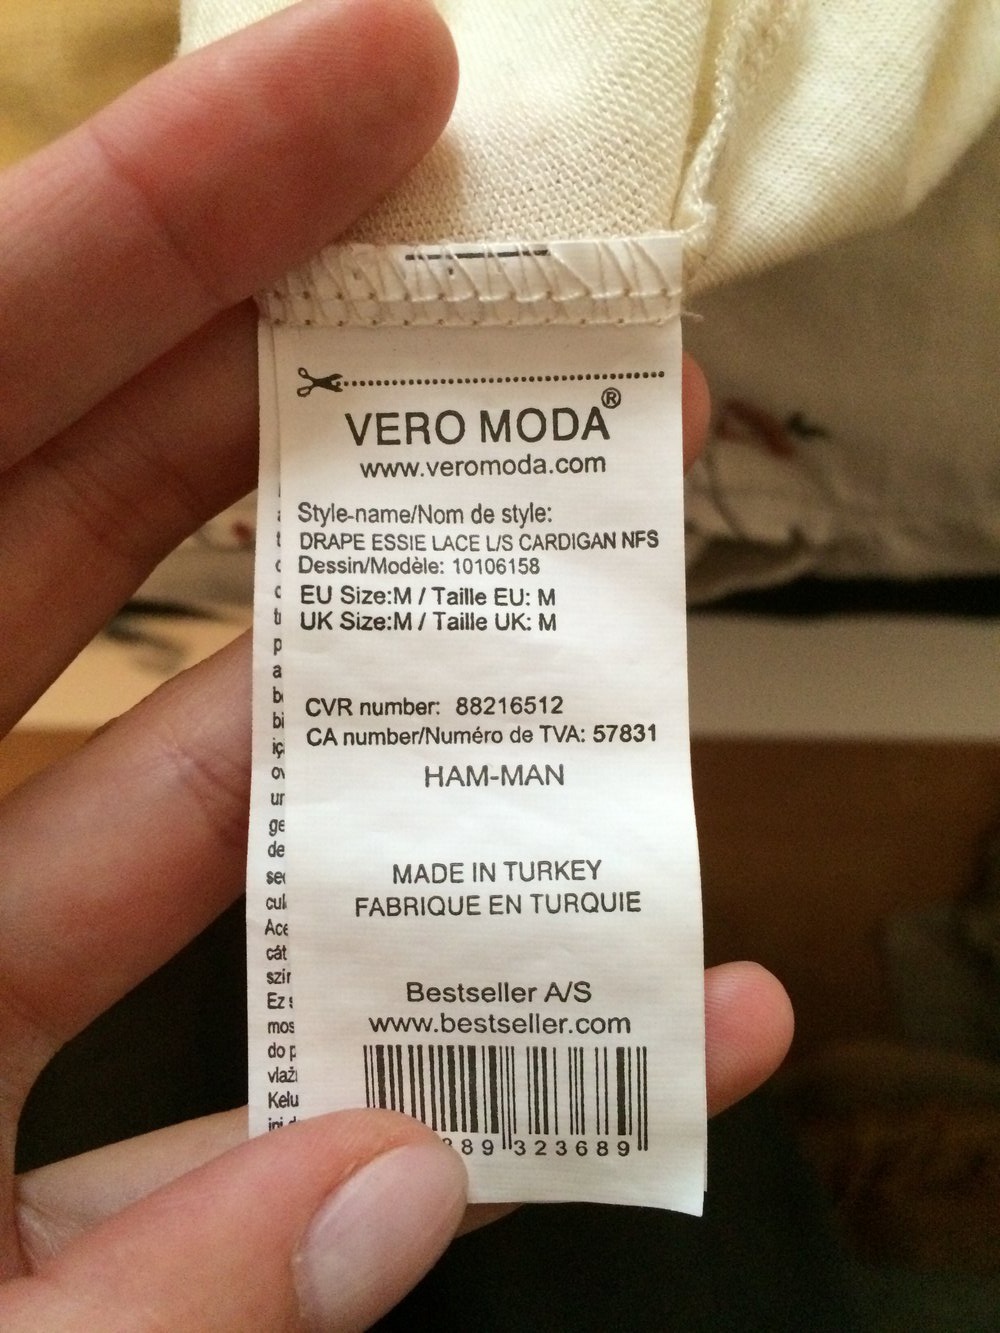 VERO MODA®
www.veromoda.com
Style-name/Nom de style:
DRAPE ESSIE LACE L/S CARDIGAN NFS
Dessin/Modèle: 10106158
EU Size:M / Taille EU: M
UK Size:M / Taille UK: M
CVR number: 88216512
CA number/Numéro de TVA: 57831
HAM-MAN
MADE IN TURKEY
FABRIQUE EN TURQUIE
Bestseller A/S
www.bestseller.com
89 323689